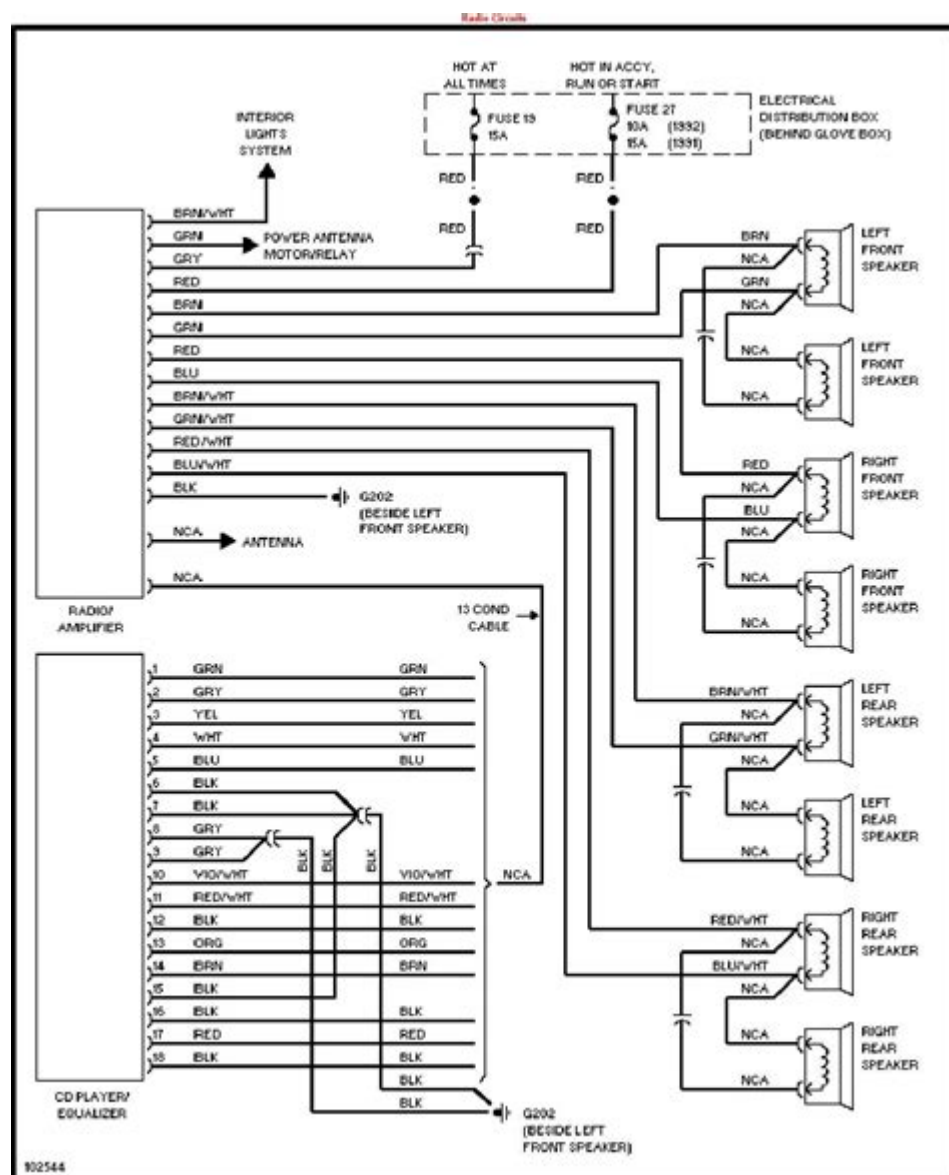 Radio Circuits
HOT AT
ALL TIMES
HOT IN ACCY,
RUN OR START
FUSE 19
15A
FUSE 27
10A (1992)
15A (1991)
ELECTRICAL
DISTRIBUTION BOX
(BEHIND GLOVE BOX)
INTERIOR
LIGHTS
SYSTEM
RED
RED
RED
RED
BRN/WHT
GRN
POWER ANTENNA
MOTOR/RELAY
GRY
RED
BRN
GRN
RED
BLU
BRN/WHT
GRN/WHT
RED/WHT
BLU/WHT
BLK
G202
(BESIDE LEFT
FRONT SPEAKER)
NCA
ANTENNA
NCA
RADIO/
AMPLIFIER
13 COND
CABLE
BRN
NCA
GRN
NCA
LEFT
FRONT
SPEAKER
NCA
NCA
LEFT
FRONT
SPEAKER
RED
NCA
BLU
NCA
RIGHT
FRONT
SPEAKER
NCA
NCA
RIGHT
FRONT
SPEAKER
BRN/WHT
NCA
GRN/WHT
NCA
LEFT
REAR
SPEAKER
NCA
NCA
LEFT
REAR
SPEAKER
RED/WHT
NCA
BLU/WHT
NCA
RIGHT
REAR
SPEAKER
NCA
NCA
RIGHT
REAR
SPEAKER
1 GRN GRN
2 GRY GRY
3 YEL YEL
4 WHT WHT
5 BLU BLU
6 BLK
7 BLK
8 GRY
9 GRY
BLK BLK BLK
10 VIO/WHT VIO/WHT NCA
11 RED/WHT RED/WHT
12 BLK BLK
13 ORG ORG
14 BRN BRN
15 BLK
16 BLK BLK
17 RED RED
18 BLK BLK
BLK
BLK
CD PLAYER/
EQUALIZER
G202
(BESIDE LEFT
FRONT SPEAKER)
102544